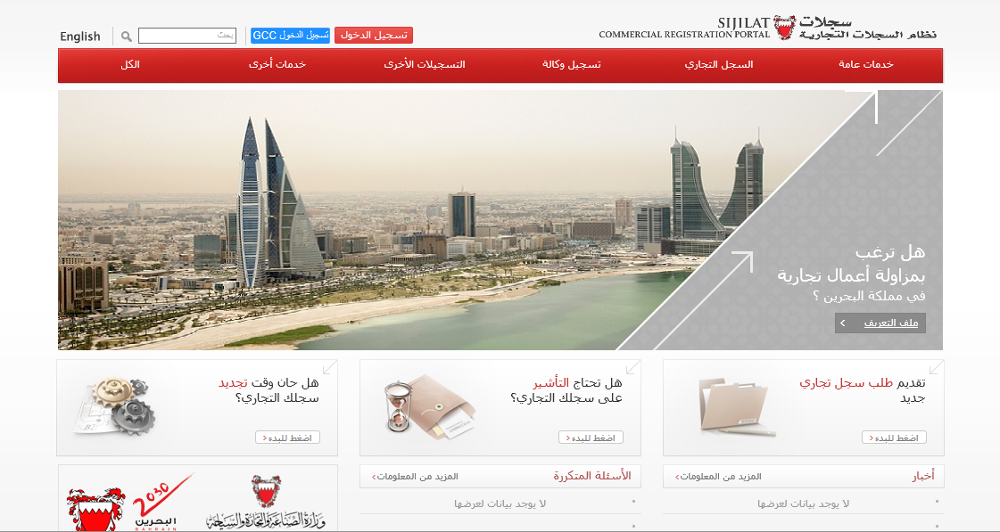 SIJILAT
سجلات
COMMERCIAL REGISTRATION PORTAL
نظام السجلات التجارية
تسجيل الدخول
تسجيل الدخول GCC
بحث
English
خدمات عامة
السجل التجاري
تسجيل وكالة
التسجيلات الأخرى
خدمات أخرى
الكل
هل ترغب
بمزاولة أعمال تجارية
في مملكة البحرين ؟
ملف التعريف
تقديم طلب سجل تجاري
جديد
اضغط للبدء
هل تحتاج التأشير
على سجلك التجاري؟
اضغط للبدء
هل حان وقت تجديد
سجلك التجاري؟
اضغط للبدء
أخبار
المزيد من المعلومات
لا يوجد بيانات لعرضها
الأسئلة المتكررة
المزيد من المعلومات
لا يوجد بيانات لعرضها
وزارة الصناعة والتجارة والسياحة
2030
البحرين
BAHRAIN